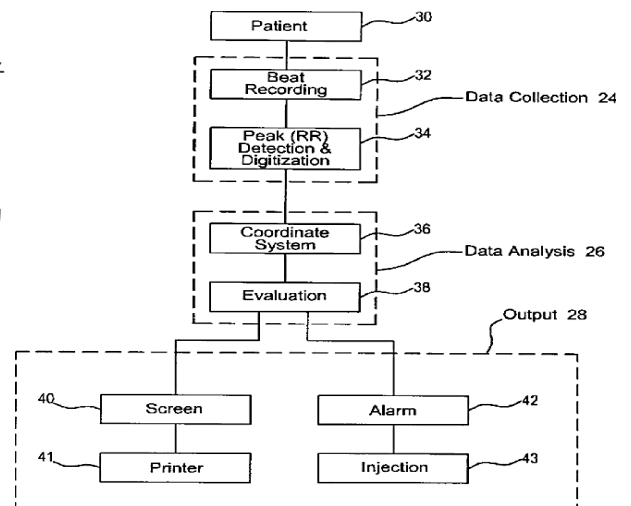 Patient
30
Beat
Recording
32
Data Collection 24
Peak (RR)
Detection &
Digitization
34
Coordinate
System
36
Data Analysis 26
Evaluation
38
Output 28
40
Screen
Alarm
42
41
Printer
Injection
43